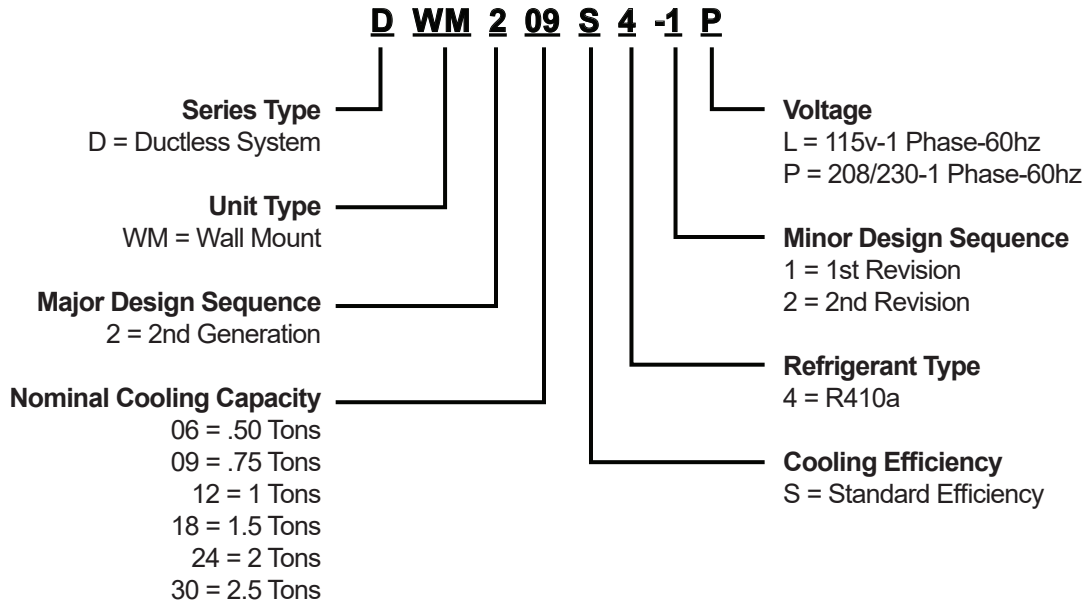 D WM 2 09 S 4 -1 P
Series Type
D = Ductless System
Unit Type
WM = Wall Mount
Major Design Sequence
2 = 2nd Generation
Nominal Cooling Capacity
06 = .50 Tons
09 = .75 Tons
12 = 1 Tons
18 = 1.5 Tons
24 = 2 Tons
30 = 2.5 Tons
Voltage
L = 115v-1 Phase-60hz
P = 208/230-1 Phase-60hz
Minor Design Sequence
1 = 1st Revision
2 = 2nd Revision
Refrigerant Type
4 = R410a
Cooling Efficiency
S = Standard Efficiency